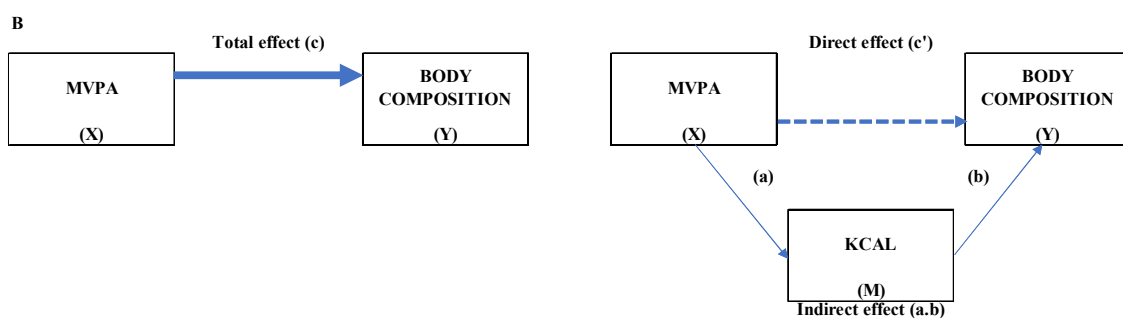 B
Total effect (c)
MVPA
(X)
BODY
COMPOSITION
(Y)
Direct effect (c')
MVPA
(X)
BODY
COMPOSITION
(Y)
(a)
(b)
KCAL
(M)
Indirect effect (a.b)